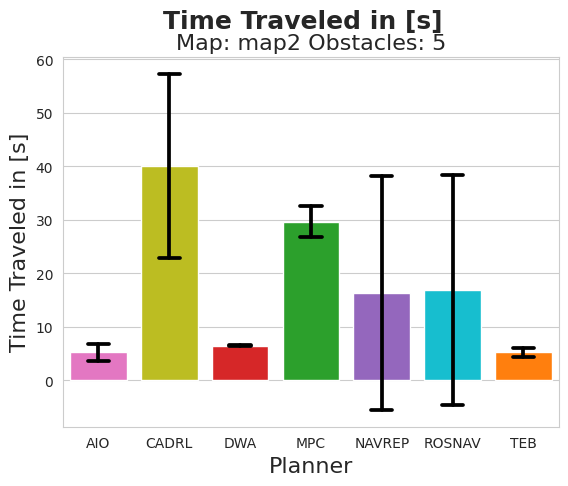 Time Traveled in [s]
Map: map2 Obstacles: 5
Time Traveled in [s]
60
50
40
30
20
10
0
AIO CADRL DWA MPC NAVREP ROSNAV TEB
Planner